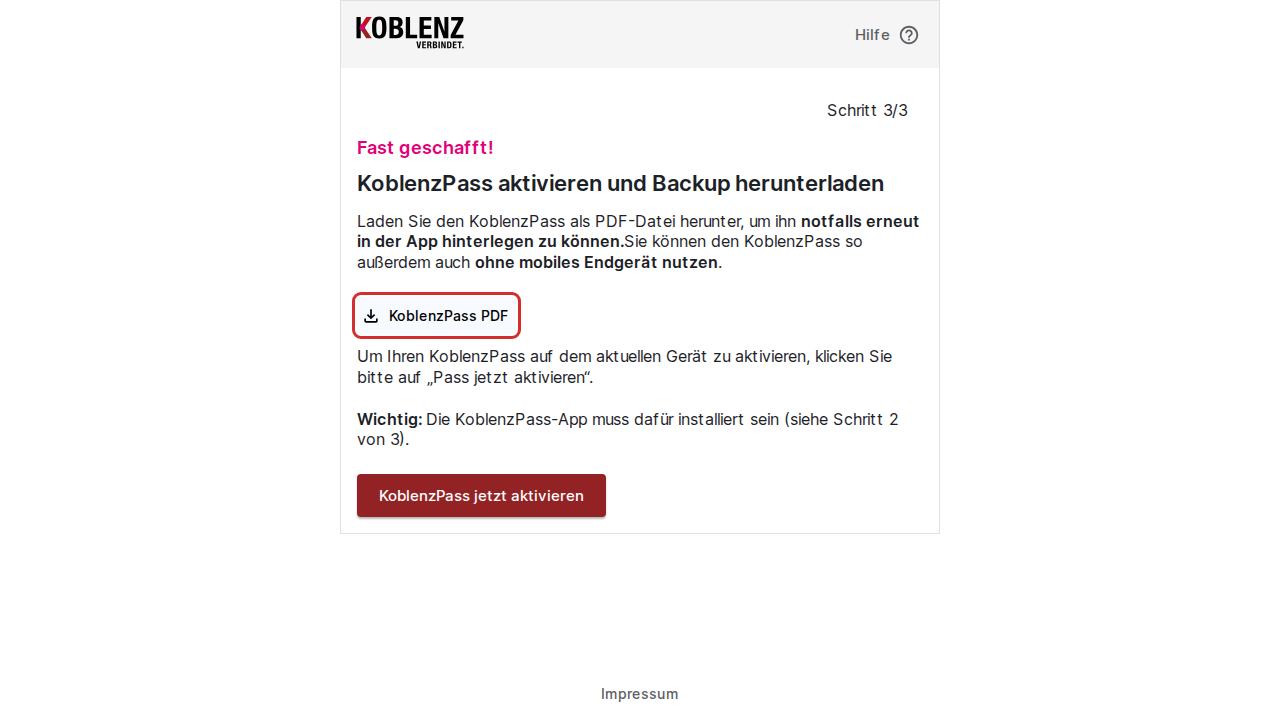 KOBLENZ
VERBINDET.
Hilfe
Schritt 3/3
Fast geschafft!
KoblenzPass aktivieren und Backup herunterladen
Laden Sie den KoblenzPass als PDF-Datei herunter, um ihn notfalls erneut
in der App hinterlegen zu können.Sie können den KoblenzPass so
außerdem auch ohne mobiles Endgerät nutzen.
KoblenzPass PDF
Um Ihren KoblenzPass auf dem aktuellen Gerät zu aktivieren, klicken Sie
bitte auf „Pass jetzt aktivieren“.
Wichtig: Die KoblenzPass-App muss dafür installiert sein (siehe Schritt 2
von 3).
KoblenzPass jetzt aktivieren
Impressum